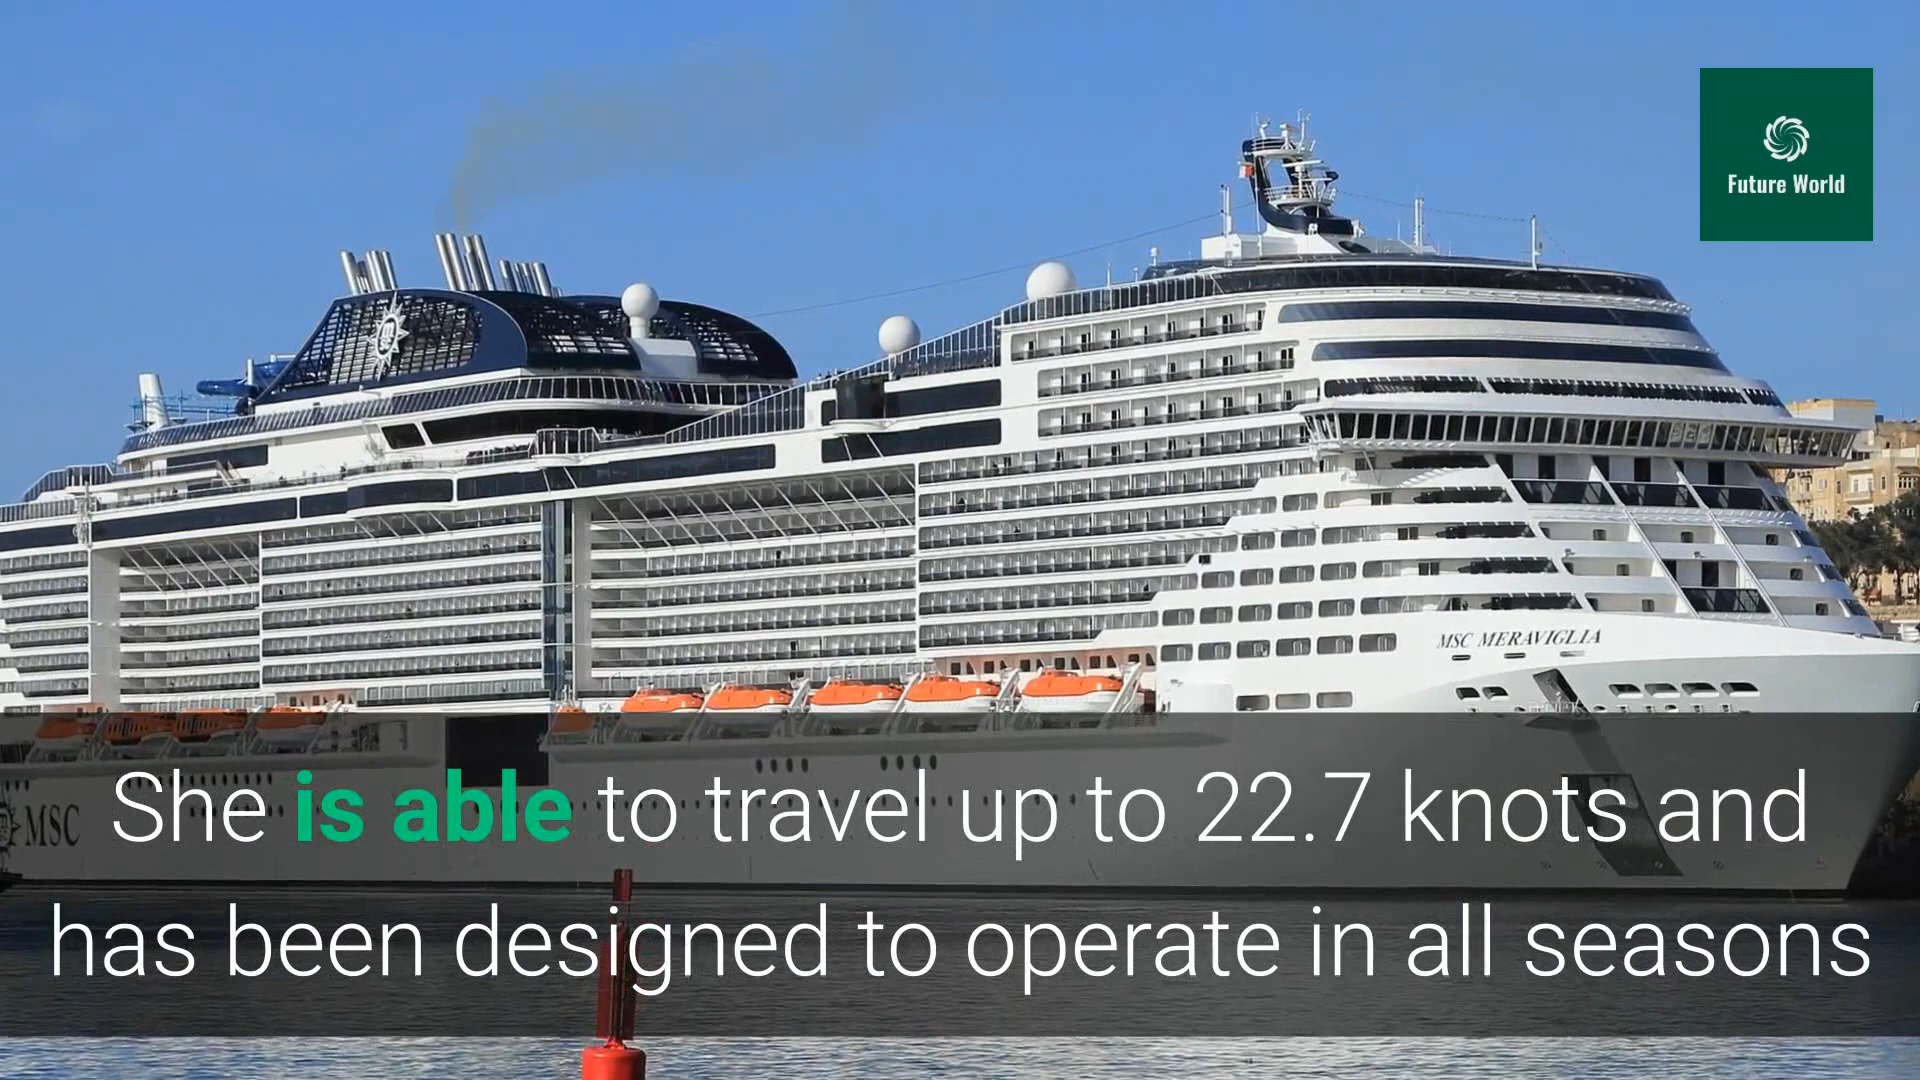 Future World
MSC MERAVIGLIA
MSC
She is able to travel up to 22.7 knots and
has been designed to operate in all seasons